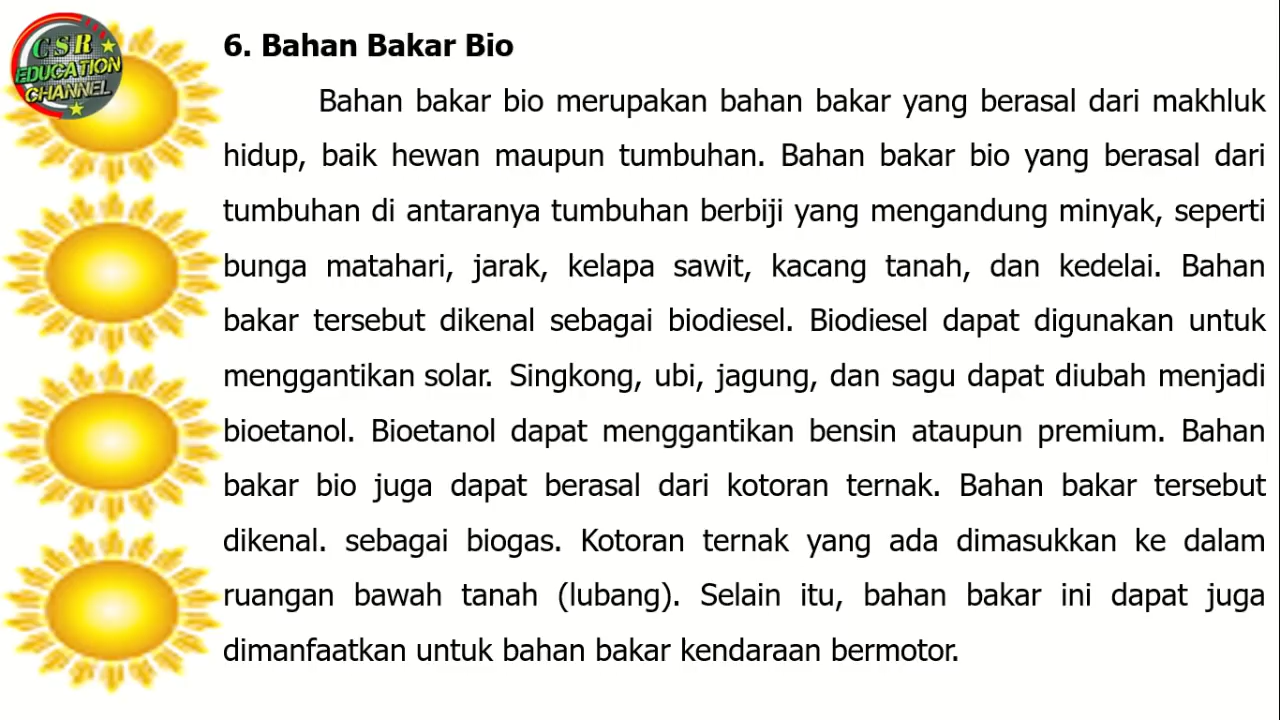 CSR
EDUCATION
CHANNEL
6. Bahan Bakar Bio
Bahan bakar bio merupakan bahan bakar yang berasal dari makhluk
hidup, baik hewan maupun tumbuhan. Bahan bakar bio yang berasal dari
tumbuhan di antaranya tumbuhan berbiji yang mengandung minyak, seperti
bunga matahari, jarak, kelapa sawit, kacang tanah, dan kedelai. Bahan
bakar tersebut dikenal sebagai biodiesel. Biodiesel dapat digunakan untuk
menggantikan solar. Singkong, ubi, jagung, dan sagu dapat diubah menjadi
bioetanol. Bioetanol dapat menggantikan bensin ataupun premium. Bahan
bakar bio juga dapat berasal dari kotoran ternak. Bahan bakar tersebut
dikenal. sebagai biogas. Kotoran ternak yang ada dimasukkan ke dalam
ruangan bawah tanah (lubang). Selain itu, bahan bakar ini dapat juga
dimanfaatkan untuk bahan bakar kendaraan bermotor.